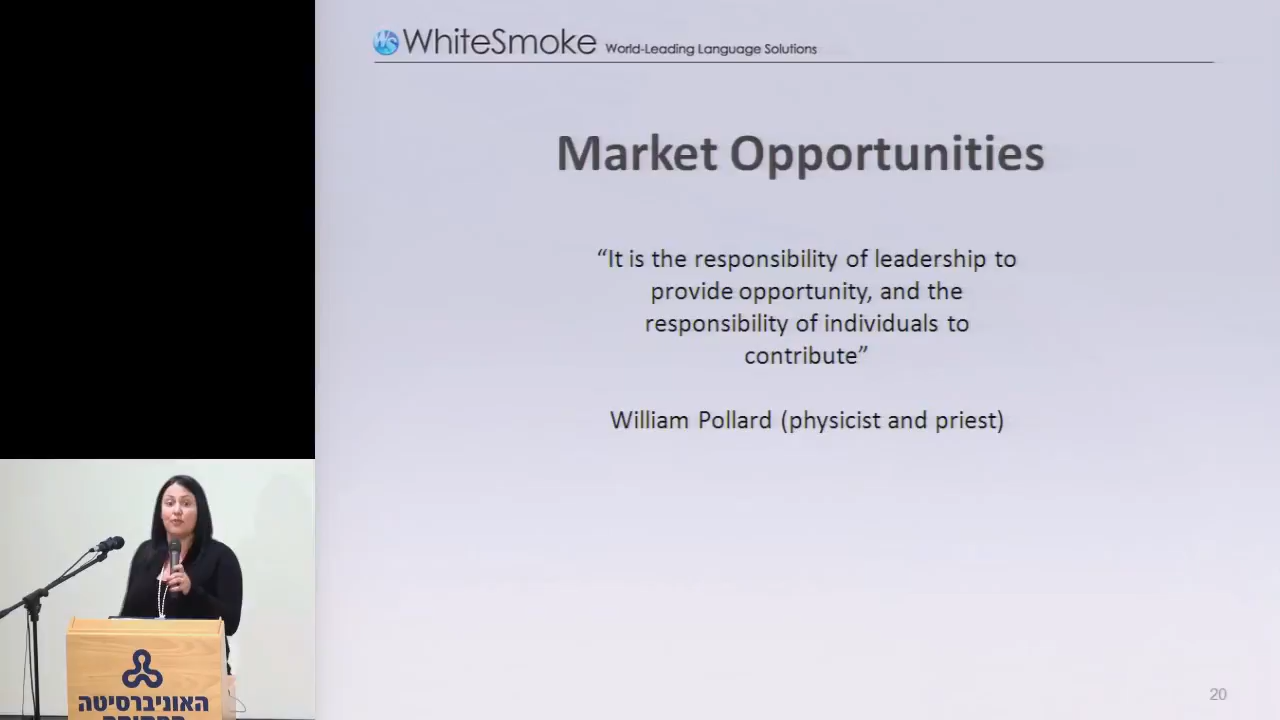 WhiteSmoke World-Leading Language Solutions
Market Opportunities
“It is the responsibility of leadership to
provide opportunity, and the
responsibility of individuals to
contribute”
William Pollard (physicist and priest)
20
האוניברסיטה